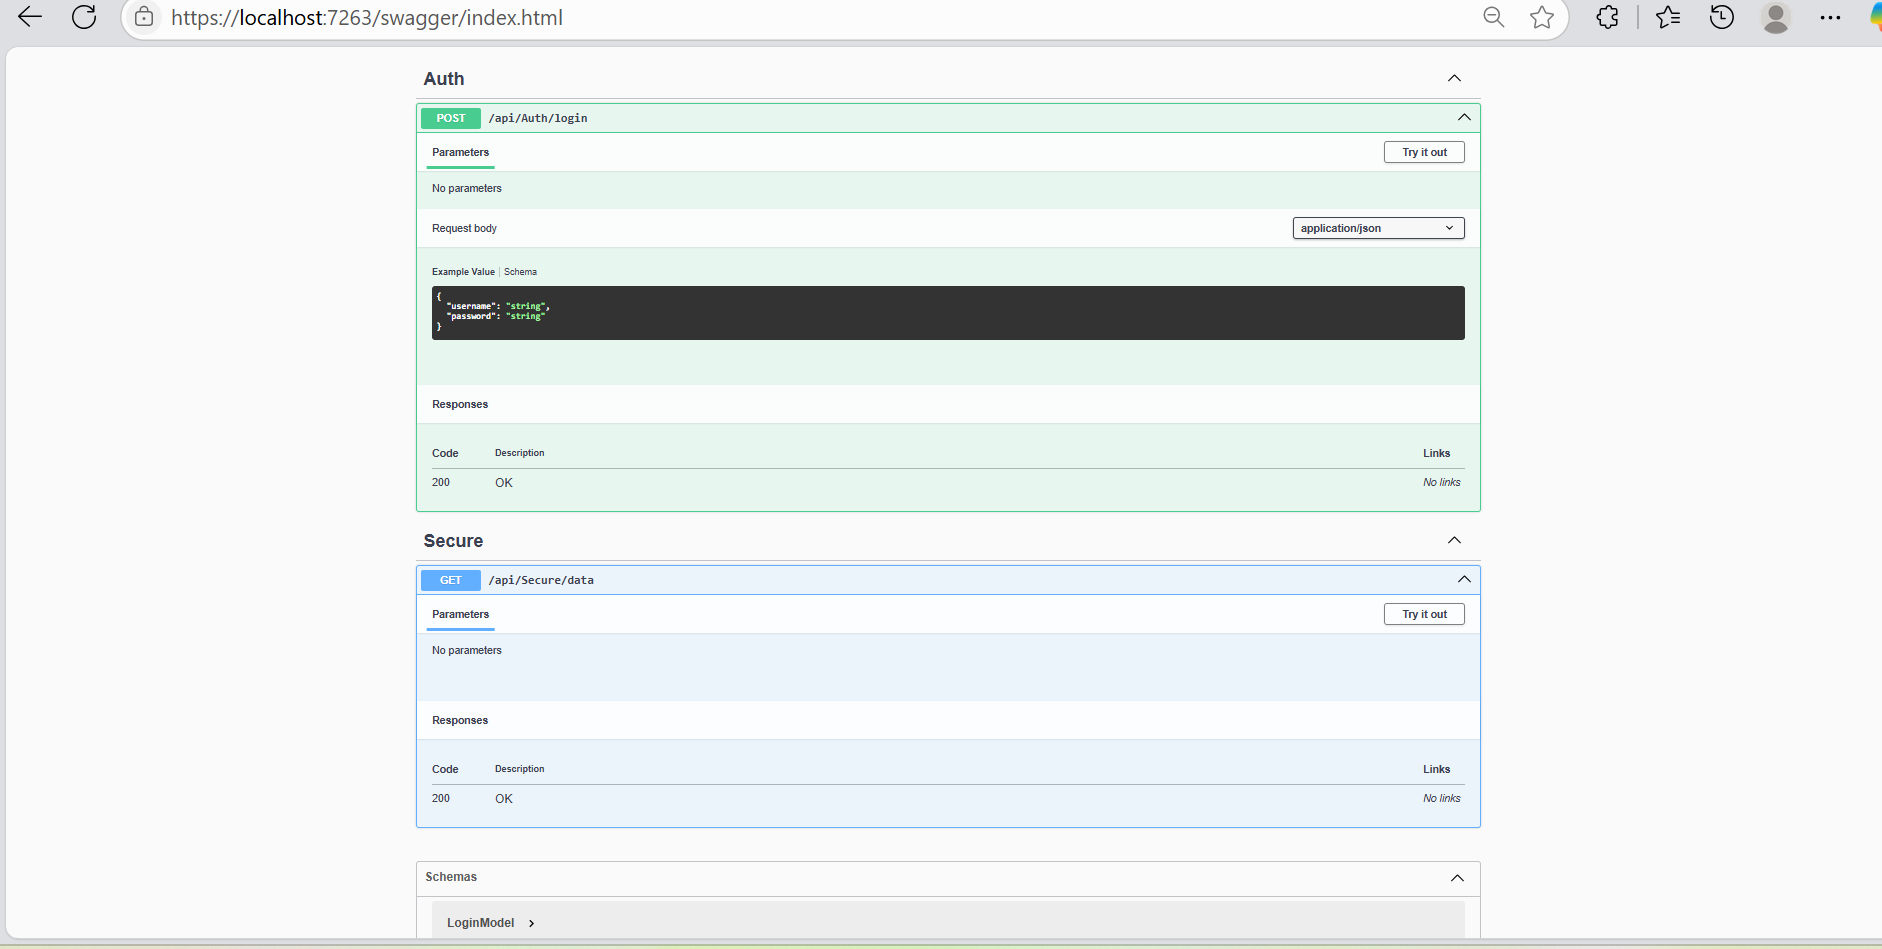 https://localhost:7263/swagger/index.html
Auth
POST /api/Auth/login
Parameters Try it out
No parameters
Request body application/json
Example Value | Schema
{
"username": "string",
"password": "string"
}
Responses
Code Description Links
200 OK No links
Secure
GET /api/Secure/data
Parameters Try it out
No parameters
Responses
Code Description Links
200 OK No links
Schemas
LoginModel